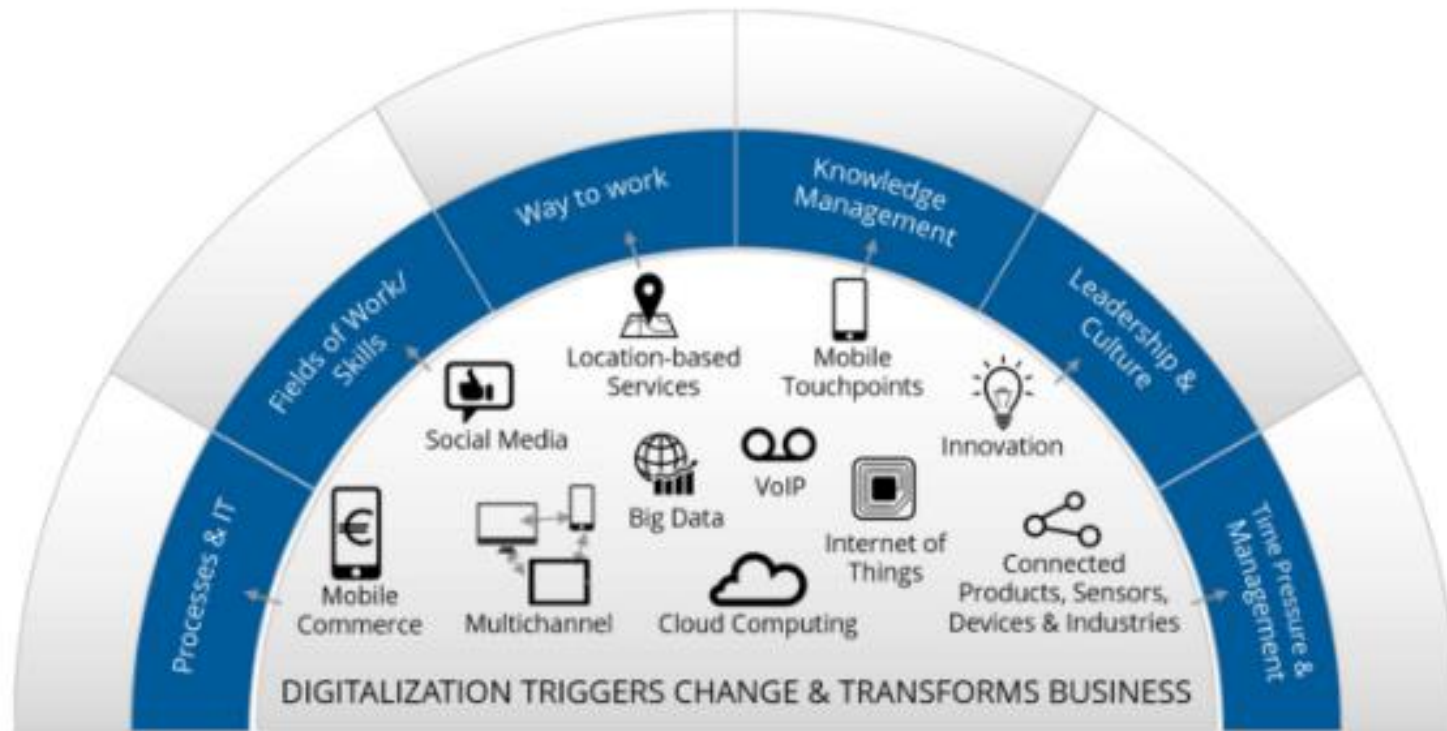 Processes & IT
Fields of Work/
Skills
Way to work
Knowledge
Management
Leadership &
Culture
Time Pressure &
Management
Location-based
Services
Mobile
Touchpoints
Social Media
Innovation
Big Data
VoIP
Internet of
Things
Mobile
Commerce
Multichannel
Cloud Computing
Connected
Products, Sensors,
Devices & Industries
DIGITALIZATION TRIGGERS CHANGE & TRANSFORMS BUSINESS